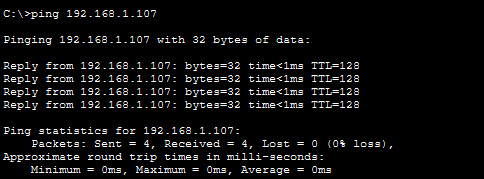 C:\>ping 192.168.1.107
Pinging 192.168.1.107 with 32 bytes of data:
Reply from 192.168.1.107: bytes=32 time<1ms TTL=128
Reply from 192.168.1.107: bytes=32 time<1ms TTL=128
Reply from 192.168.1.107: bytes=32 time<1ms TTL=128
Reply from 192.168.1.107: bytes=32 time<1ms TTL=128
Ping statistics for 192.168.1.107:
    Packets: Sent = 4, Received = 4, Lost = 0 (0% loss),
Approximate round trip times in milli-seconds:
    Minimum = 0ms, Maximum = 0ms, Average = 0ms